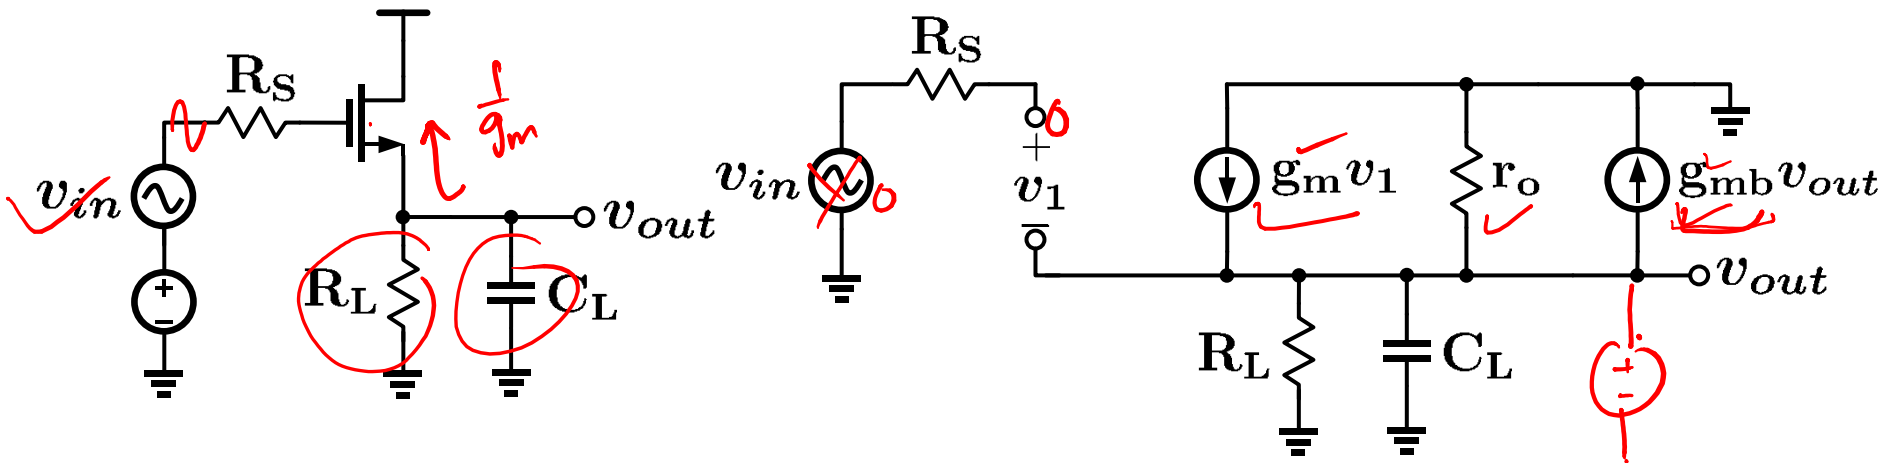 R_S
1/g_m
v_in
v_out
R_L
C_L
R_S
0
+
v_in
0
v_1
−
g_m v_1
r_o
g_mb v_out
v_out
R_L
C_L
+
−